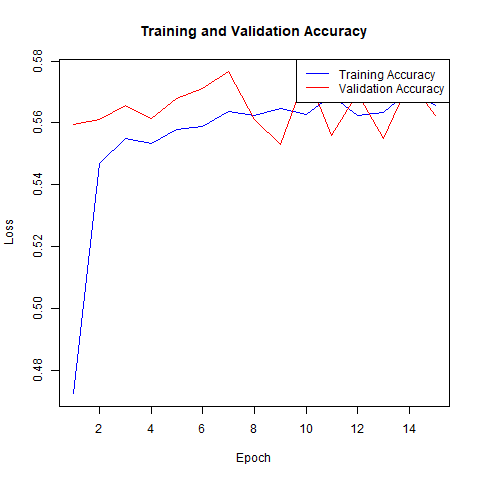 Training and Validation Accuracy
Training Accuracy
Validation Accuracy
0.58
0.56
0.54
0.52
0.50
0.48
Loss
2 4 6 8 10 12 14
Epoch